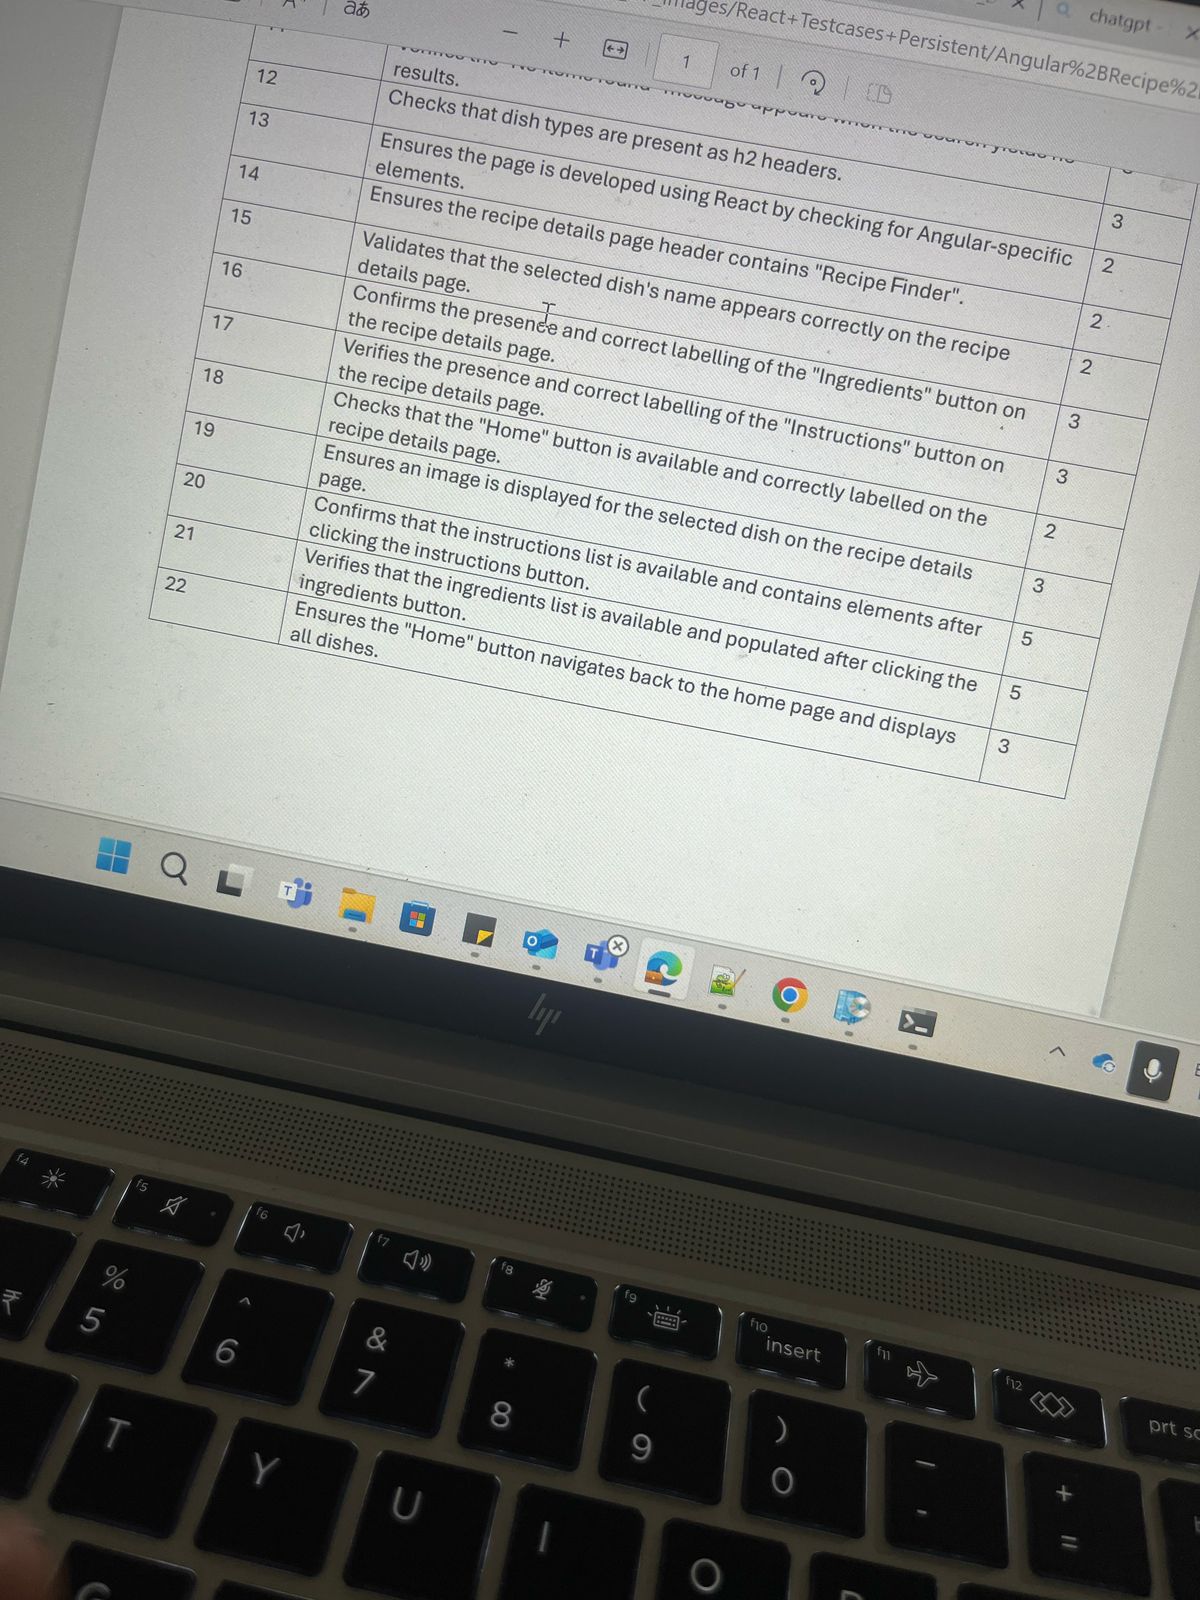 aあ
_images/React+Testcases+Persistent/Angular%2BRecipe%2
chatgpt -
1 of 1
results.
12 Checks that dish types are present as h2 headers. 3
13 Ensures the page is developed using React by checking for Angular-specific
elements. 2
14 Ensures the recipe details page header contains "Recipe Finder". 2
15 Validates that the selected dish's name appears correctly on the recipe
details page. 2
16 Confirms the presence and correct labelling of the "Ingredients" button on
the recipe details page. 3
17 Verifies the presence and correct labelling of the "Instructions" button on
the recipe details page. 3
18 Checks that the "Home" button is available and correctly labelled on the
recipe details page. 2
19 Ensures an image is displayed for the selected dish on the recipe details
page. 3
20 Confirms that the instructions list is available and contains elements after
clicking the instructions button. 5
21 Verifies that the ingredients list is available and populated after clicking the
ingredients button. 5
22 Ensures the "Home" button navigates back to the home page and displays
all dishes. 3
hp
f4 f5 f6 f7 f8 f9 f10 insert f11 f12 prt sc
₹ % 5 ^ 6 & 7 * 8 ( 9 ) 0 _ - + =
T Y U I O